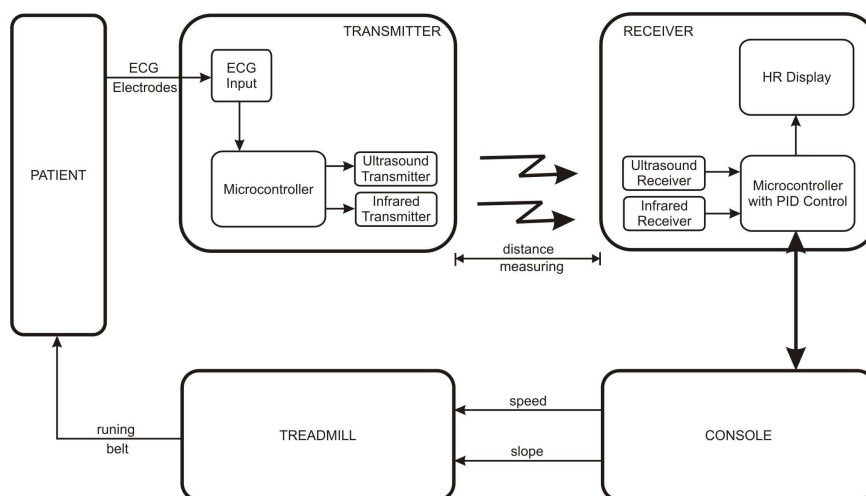 TRANSMITTER
RECEIVER
ECG
Electrodes
ECG
Input
HR Display
PATIENT
Microcontroller
Ultrasound
Transmitter
Infrared
Transmitter
Ultrasound
Receiver
Infrared
Receiver
Microcontroller
with PID Control
distance
measuring
runing
belt
TREADMILL
speed
slope
CONSOLE